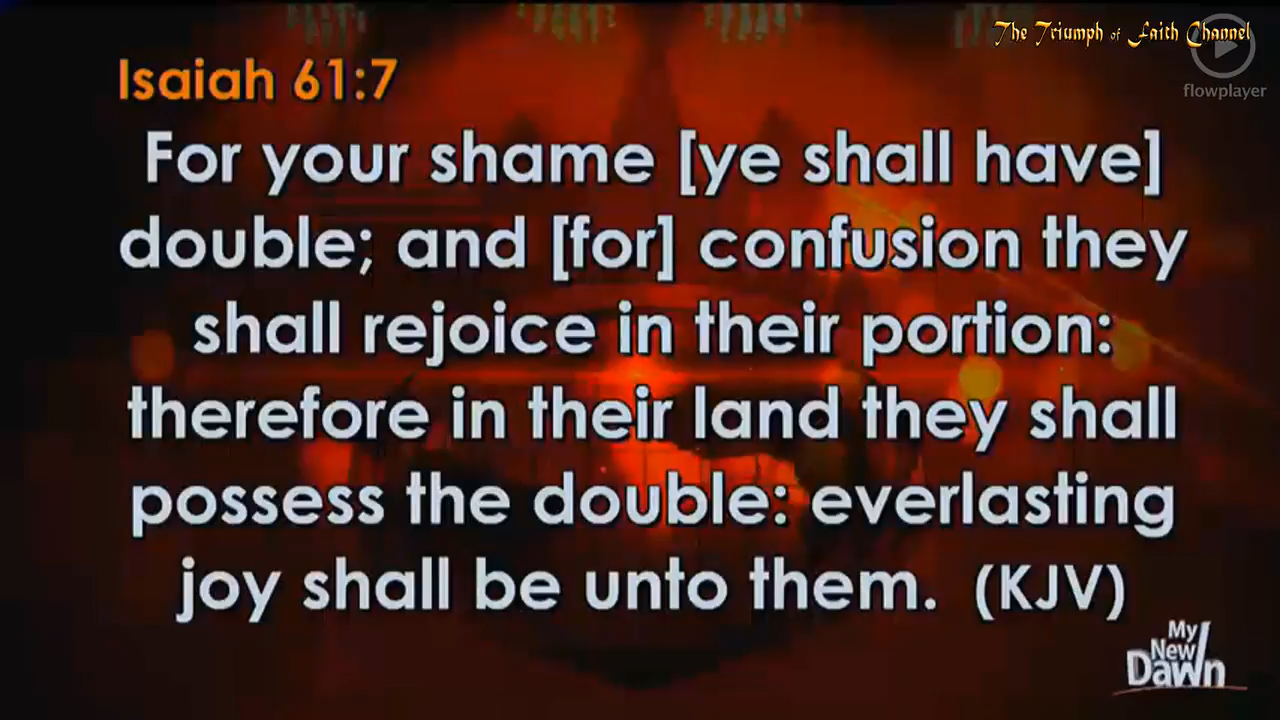 The Triumph of Faith Channel
flowplayer
Isaiah 61:7
For your shame [ye shall have]
double; and [for] confusion they
shall rejoice in their portion:
therefore in their land they shall
possess the double: everlasting
joy shall be unto them. (KJV)
My
New
Dawn